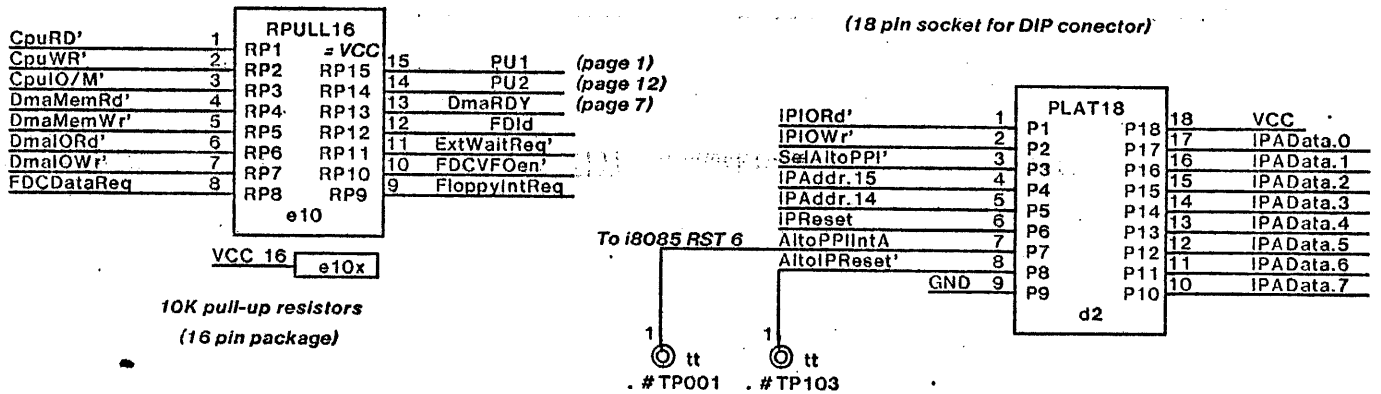 RPULL16
= VCC
CpuRD' 1 RP1
CpuWR' 2 RP2 RP15 15 PU1 (page 1)
CpuIO/M' 3 RP3 RP14 14 PU2 (page 12)
DmaMemRd' 4 RP4 RP13 13 DmaRDY (page 7)
DmaMemWr' 5 RP5 RP12 12 FDId
DmaIORd' 6 RP6 RP11 11 ExtWaitReq'
DmaIOWr' 7 RP7 RP10 10 FDCVFOen'
FDCDataReq 8 RP8 RP9 9 FloppyIntReq
e10
VCC 16 e10x
10K pull-up resistors
(16 pin package)
(18 pin socket for DIP conector)
PLAT18
IPIORd' 1 P1 P18 18 VCC
IPIOWr' 2 P2 P17 17 IPAData.0
SelAltoPPI' 3 P3 P16 16 IPAData.1
IPAddr.15 4 P4 P15 15 IPAData.2
IPAddr.14 5 P5 P14 14 IPAData.3
IPReset 6 P6 P13 13 IPAData.4
To i8085 RST 6 AltoPPIIntA 7 P7 P12 12 IPAData.5
AltoIPReset' 8 P8 P11 11 IPAData.6
GND 9 P9 P10 10 IPAData.7
d2
1 tt
. #TP001
1 tt
. #TP103